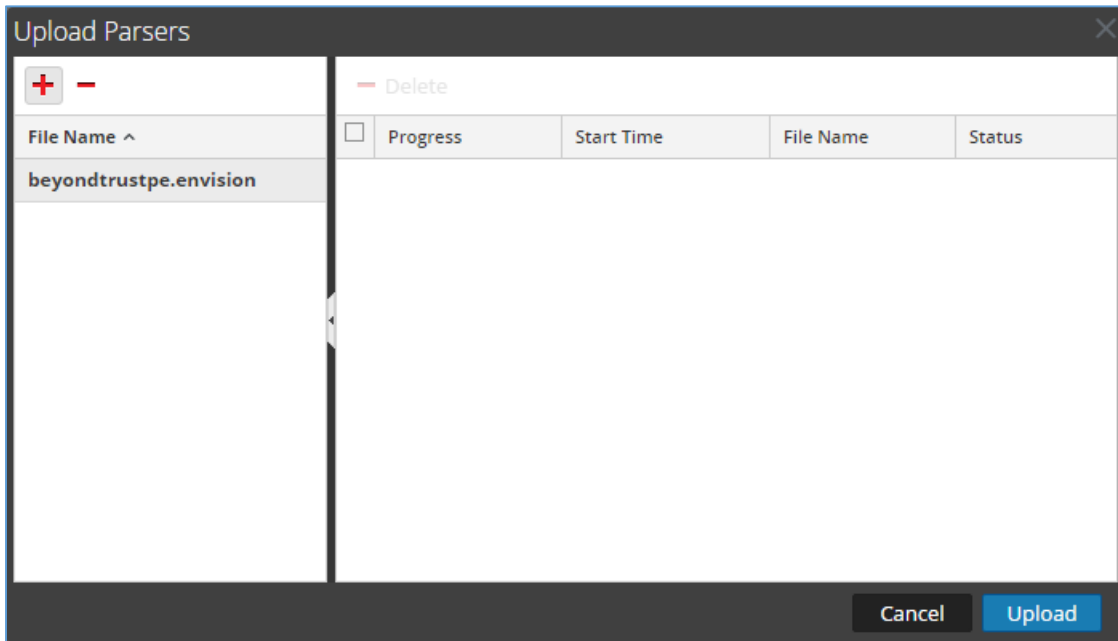 Upload Parsers
Delete
File Name
Progress Start Time File Name Status
beyondtrustpe.envision
Cancel Upload